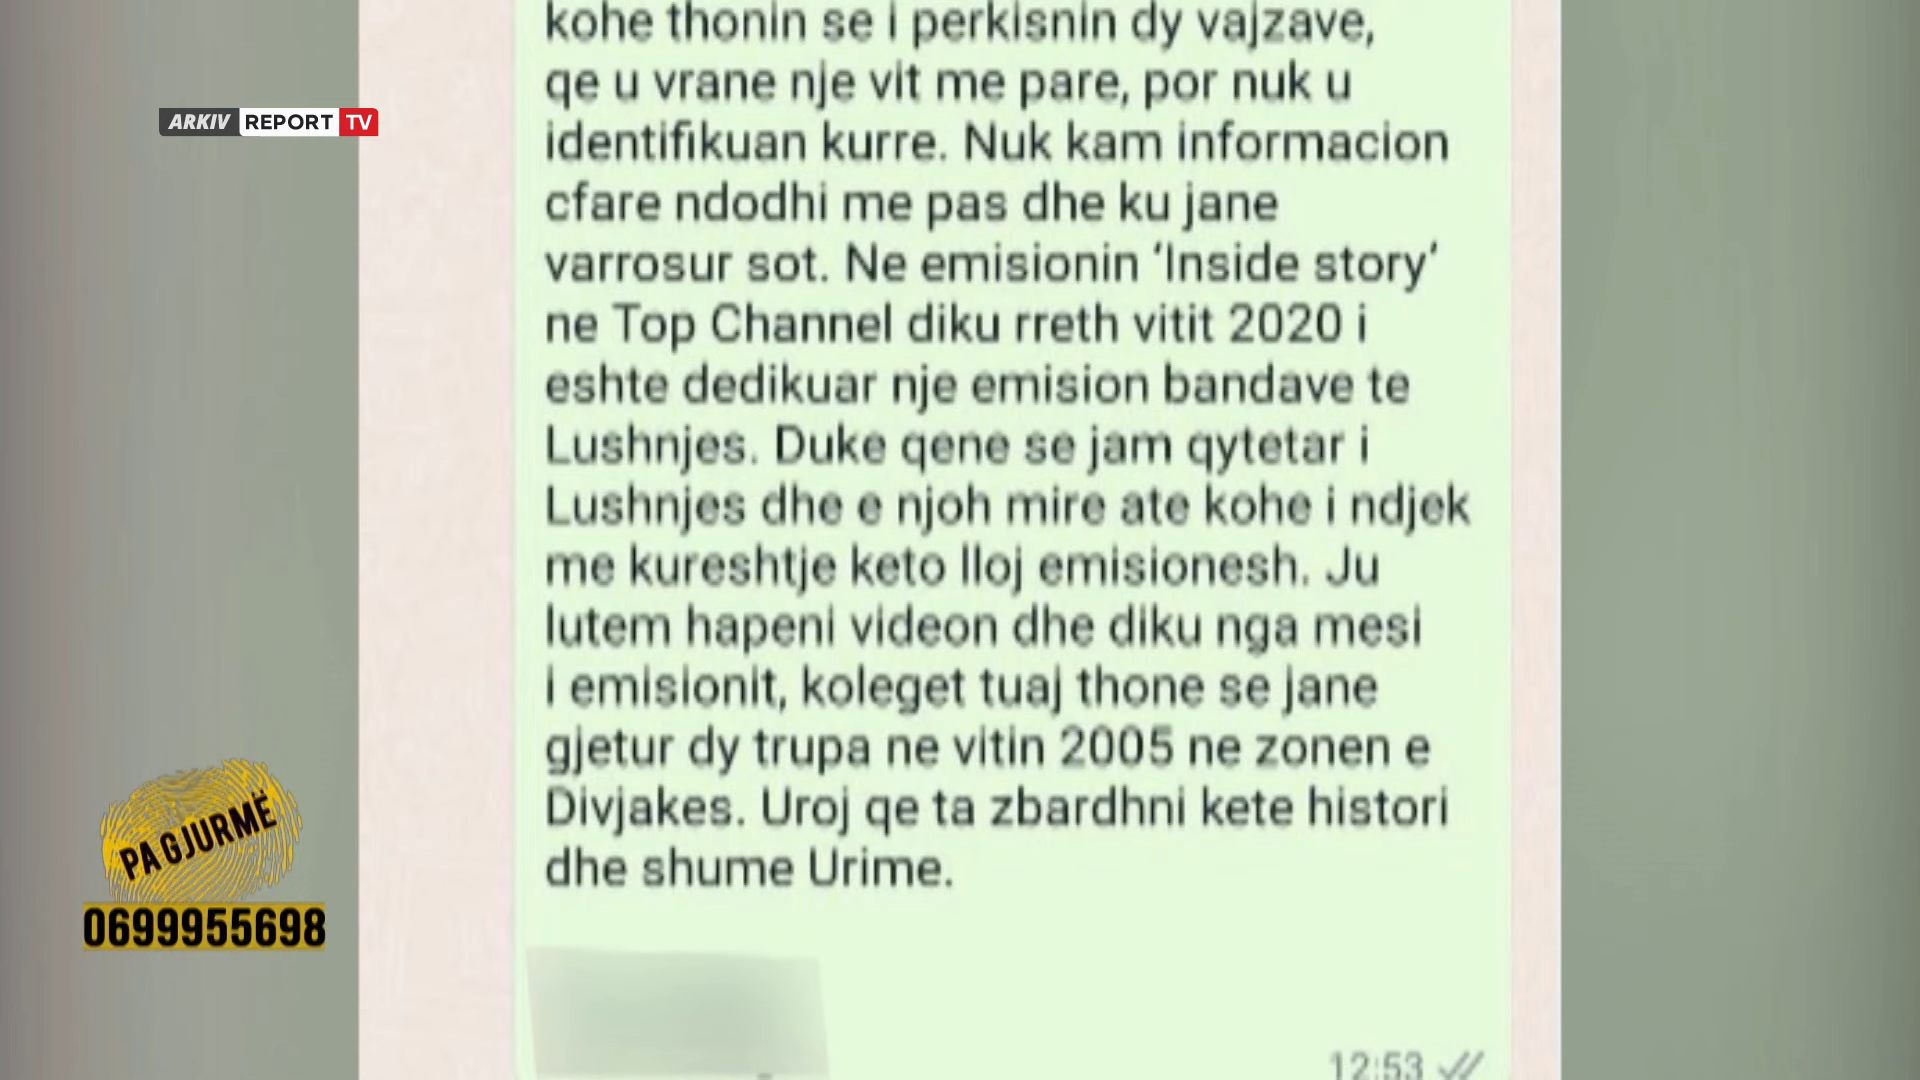 kohe thonin se i perkisnin dy vajzave,
qe u vrane nje vit me pare, por nuk u
identifikuan kurre. Nuk kam informacion
cfare ndodhi me pas dhe ku jane
varrosur sot. Ne emisionin ‘Inside story’
ne Top Channel diku rreth vitit 2020 i
eshte dedikuar nje emision bandave te
Lushnjes. Duke qene se jam qytetar i
Lushnjes dhe e njoh mire ate kohe i ndjek
me kureshtje keto lloj emisionesh. Ju
lutem hapeni videon dhe diku nga mesi
i emisionit, koleget tuaj thone se jane
gjetur dy trupa ne vitin 2005 ne zonen e
Divjakes. Uroj qe ta zbardhni kete histori
dhe shume Urime.
12:53
ARKIV REPORT TV
PA GJURMË
0699955698